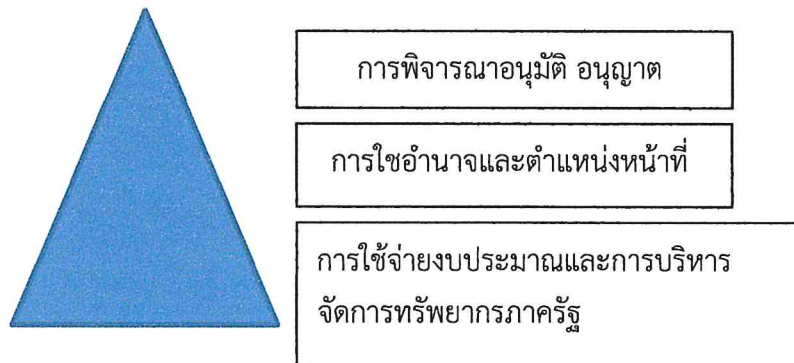 การพิจารณาอนุมัติ อนุญาต
การใชอำนาจและตำแหน่งหน้าที่
การใช้จ่ายงบประมาณและการบริหาร
จัดการทรัพยากรภาครัฐ